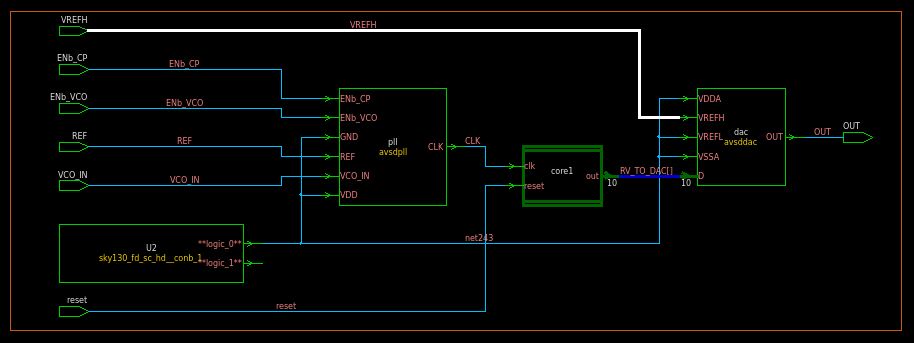 VREFH
VREFH
ENb_CP
ENb_CP
ENb_VCO
ENb_VCO
REF
REF
VCO_IN
VCO_IN
ENb_CP
ENb_VCO
GND
REF
VCO_IN
VDD
pll
avsdpll
CLK
CLK
clk
reset
core1
out
10
RV_TO_DAC[]
10
VDDA
VREFH
VREFL
VSSA
D
dac
avsddac
OUT
OUT
OUT
U2
sky130_fd_sc_hd__conb_1
**logic_0**
**logic_1**
net243
reset
reset